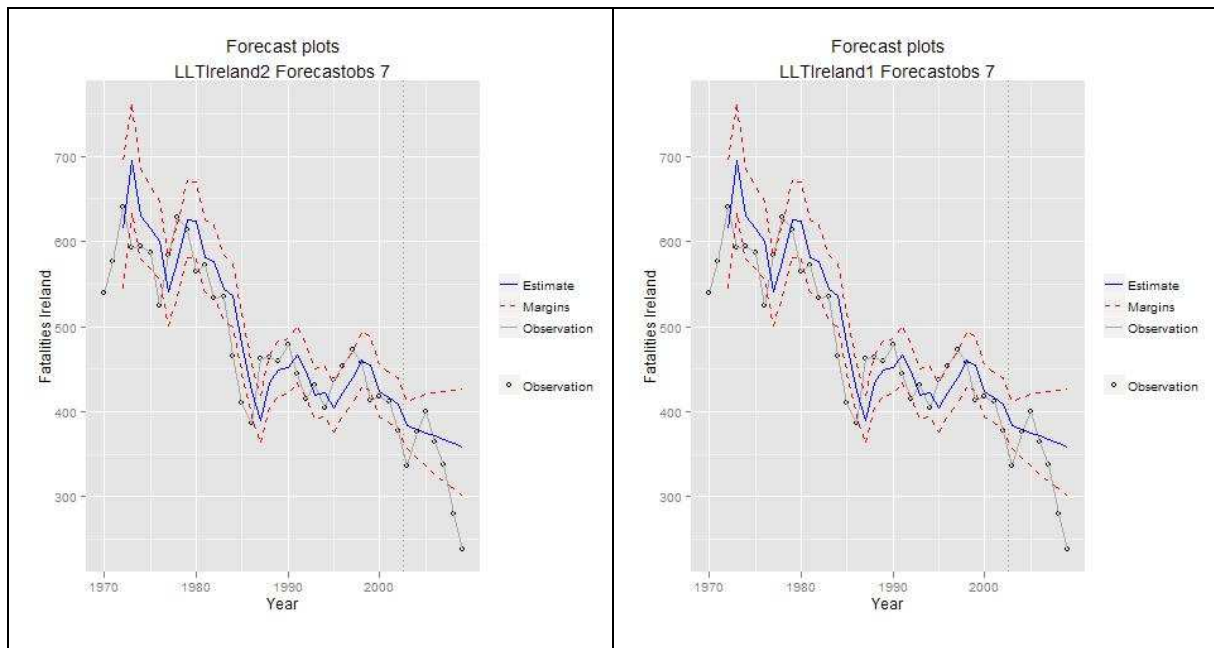 Forecast plots
LLTIreland2 Forecastobs 7
Fatalities Ireland
700
600
500
400
300
1970
1980
1990
2000
Year
Estimate
Margins
Observation
Observation
Forecast plots
LLTIreland1 Forecastobs 7
Fatalities Ireland
700
600
500
400
300
1970
1980
1990
2000
Year
Estimate
Margins
Observation
Observation